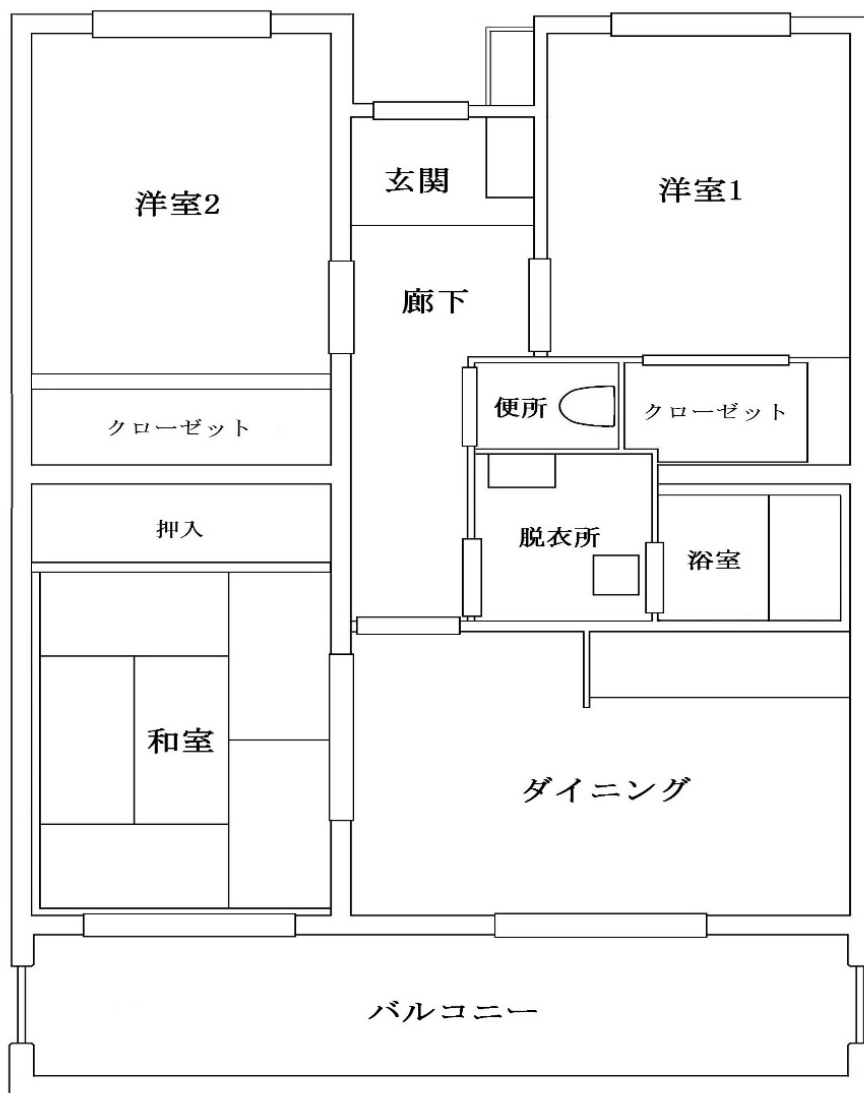 洋室2
玄関
洋室1
廊下
便所
クローゼット
クローゼット
押入
脱衣所
浴室
和室
ダイニング
バルコニー